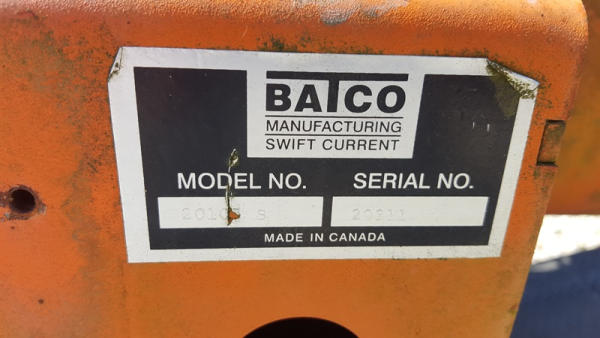 BATCO
MANUFACTURING
SWIFT CURRENT
MODEL NO. SERIAL NO.
MADE IN CANADA